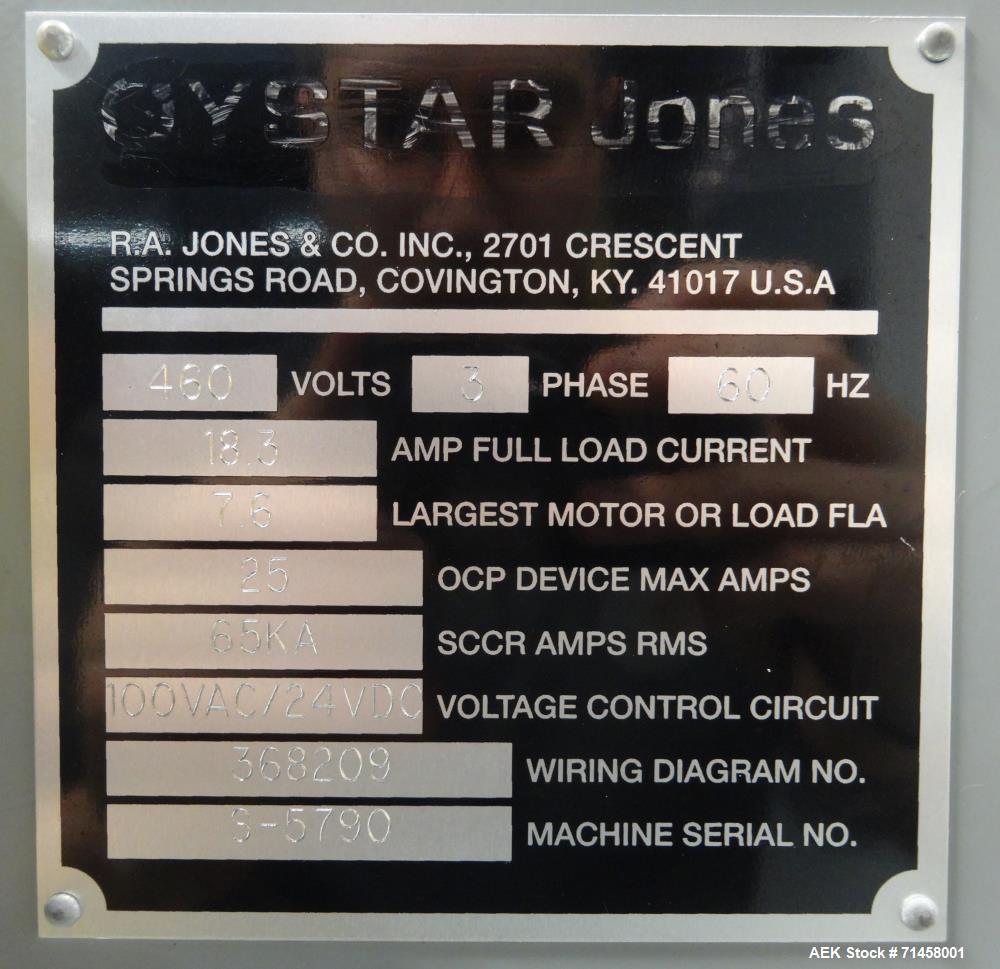 OYSTAR Jones
R.A. JONES & CO. INC., 2701 CRESCENT
SPRINGS ROAD, COVINGTON, KY. 41017 U.S.A
460 VOLTS 3 PHASE 60 HZ
18.3 AMP FULL LOAD CURRENT
7.6 LARGEST MOTOR OR LOAD FLA
25 OCP DEVICE MAX AMPS
65KA SCCR AMPS RMS
100VAC/24VDC VOLTAGE CONTROL CIRCUIT
368209 WIRING DIAGRAM NO.
S-5790 MACHINE SERIAL NO.
AEK Stock # 71458001